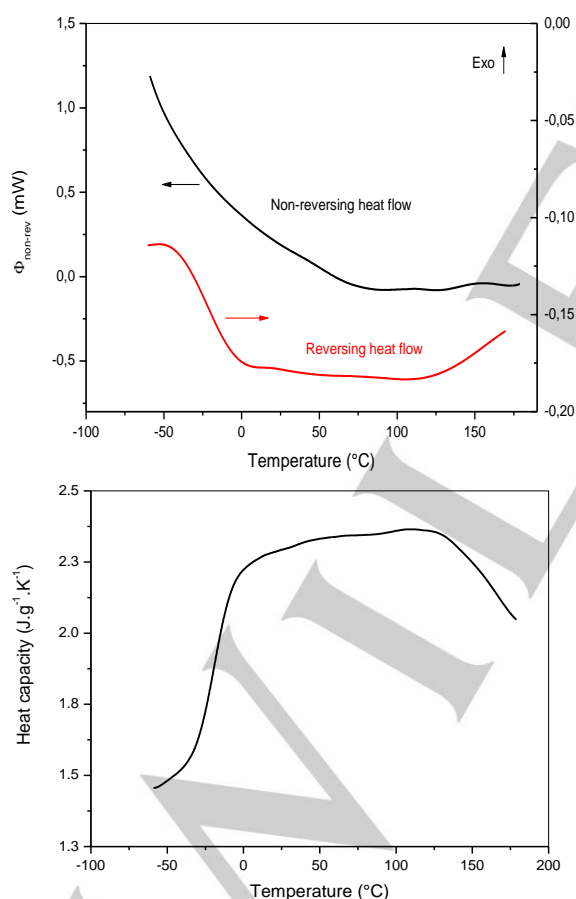 1,5
1,0
0,5
0,0
-0,5
Φnon-rev (mW)
0,00
-0,05
-0,10
-0,15
-0,20
Exo
Non-reversing heat flow
Reversing heat flow
-100 -50 0 50 100 150
Temperature (°C)
2.5
2.3
2.0
1.8
1.5
1.3
Heat capacity (J.g⁻¹.K⁻¹)
-100 -50 0 50 100 150 200
Temperature (°C)